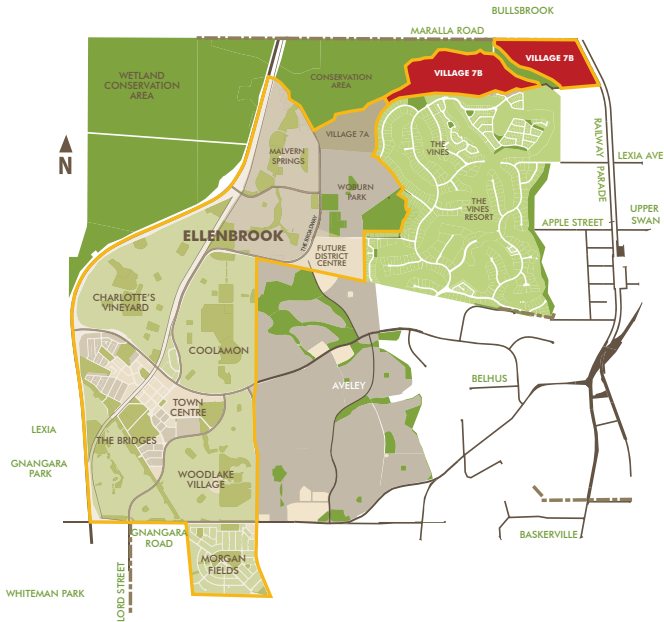 BULLSBROOK
MARALLA ROAD
VILLAGE 7B
VILLAGE 7B
WETLAND
CONSERVATION
AREA
CONSERVATION
AREA
VILLAGE 7A
THE
VINES
MALVERN
SPRINGS
RAILWAY PARADE
LEXIA AVE
N
WOBURN
PARK
THE
VINES
RESORT
UPPER
SWAN
APPLE STREET
ELLENBROOK
THE BROADWAY
FUTURE
DISTRICT
CENTRE
CHARLOTTE'S
VINEYARD
COOLAMON
BELHUS
AVELEY
TOWN
CENTRE
LEXIA
THE BRIDGES
GNANGARA
PARK
WOODLAKE
VILLAGE
GNANGARA
ROAD
BASKERVILLE
MORGAN
FIELDS
WHITEMAN PARK
LORD STREET